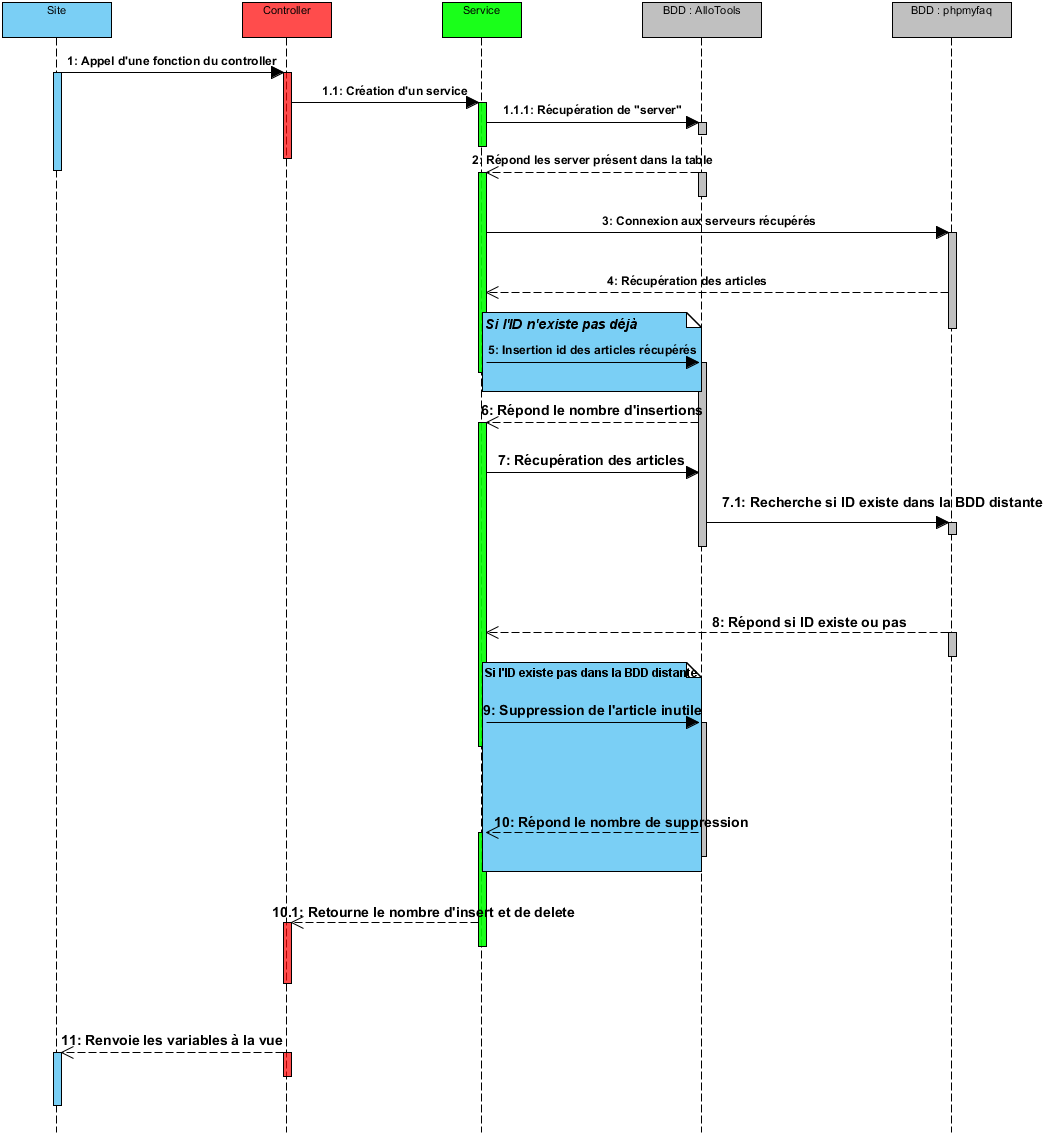 Site
Controller
Service
BDD : AlloTools
BDD : phpmyfaq
1: Appel d'une fonction du controller
1.1: Création d'un service
1.1.1: Récupération de "server"
2: Répond les server présent dans la table
3: Connexion aux serveurs récupérés
4: Récupération des articles
Si l'ID n'existe pas déjà
5: Insertion id des articles récupérés
6: Répond le nombre d'insertions
7: Récupération des articles
7.1: Recherche si ID existe dans la BDD distante
8: Répond si ID existe ou pas
Si l'ID existe pas dans la BDD distante
9: Suppression de l'article inutile
10: Répond le nombre de suppression
10.1: Retourne le nombre d'insert et de delete
11: Renvoie les variables à la vue